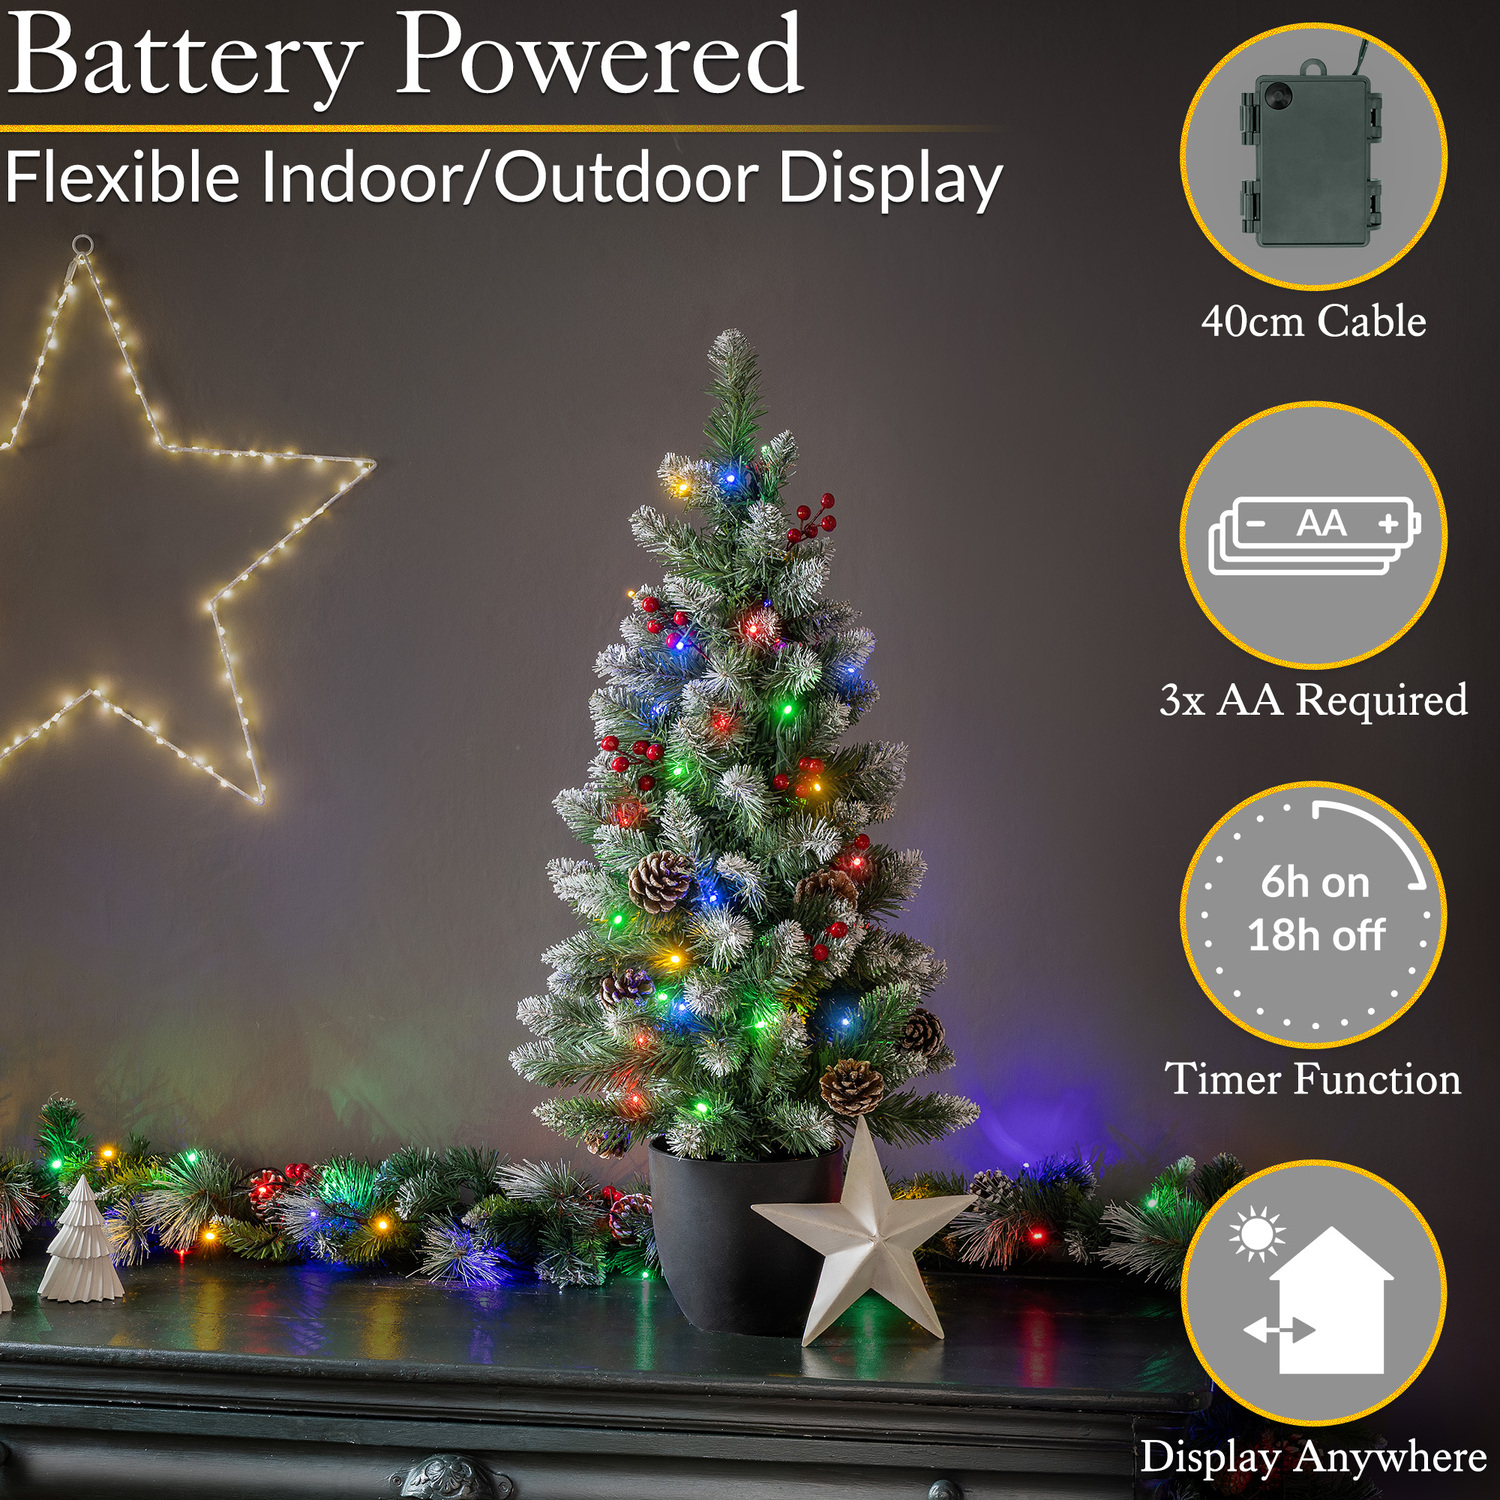 Battery Powered
Flexible Indoor/Outdoor Display
40cm Cable
- AA +
3x AA Required
6h on
18h off
Timer Function
Display Anywhere